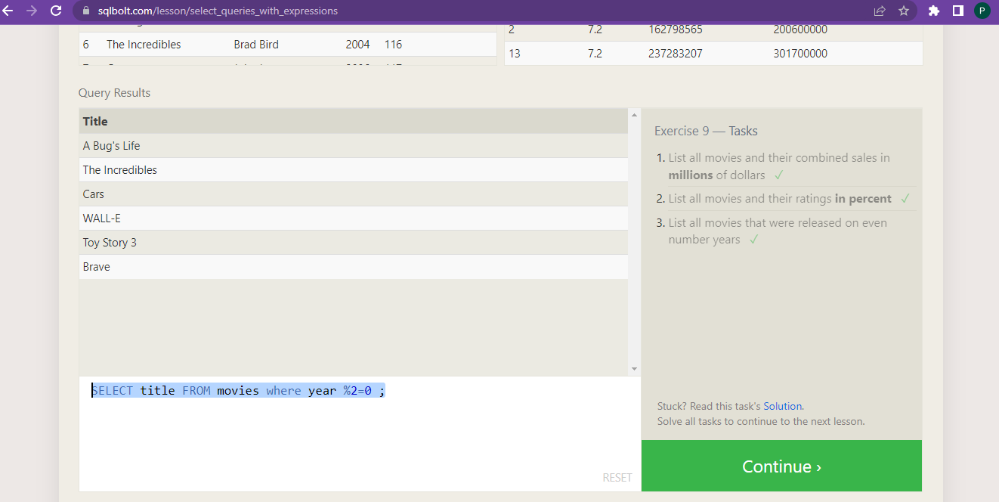 sqlbolt.com/lesson/select_queries_with_expressions
P
6 The Incredibles Brad Bird 2004 116
2 7.2 162798565 200600000
13 7.2 237283207 301700000
Query Results
Title
A Bug's Life
The Incredibles
Cars
WALL-E
Toy Story 3
Brave
SELECT title FROM movies where year %2=0 ;
RESET
Exercise 9 — Tasks
1. List all movies and their combined sales in
millions of dollars ✓
2. List all movies and their ratings in percent ✓
3. List all movies that were released on even
number years ✓
Stuck? Read this task's Solution.
Solve all tasks to continue to the next lesson.
Continue ›